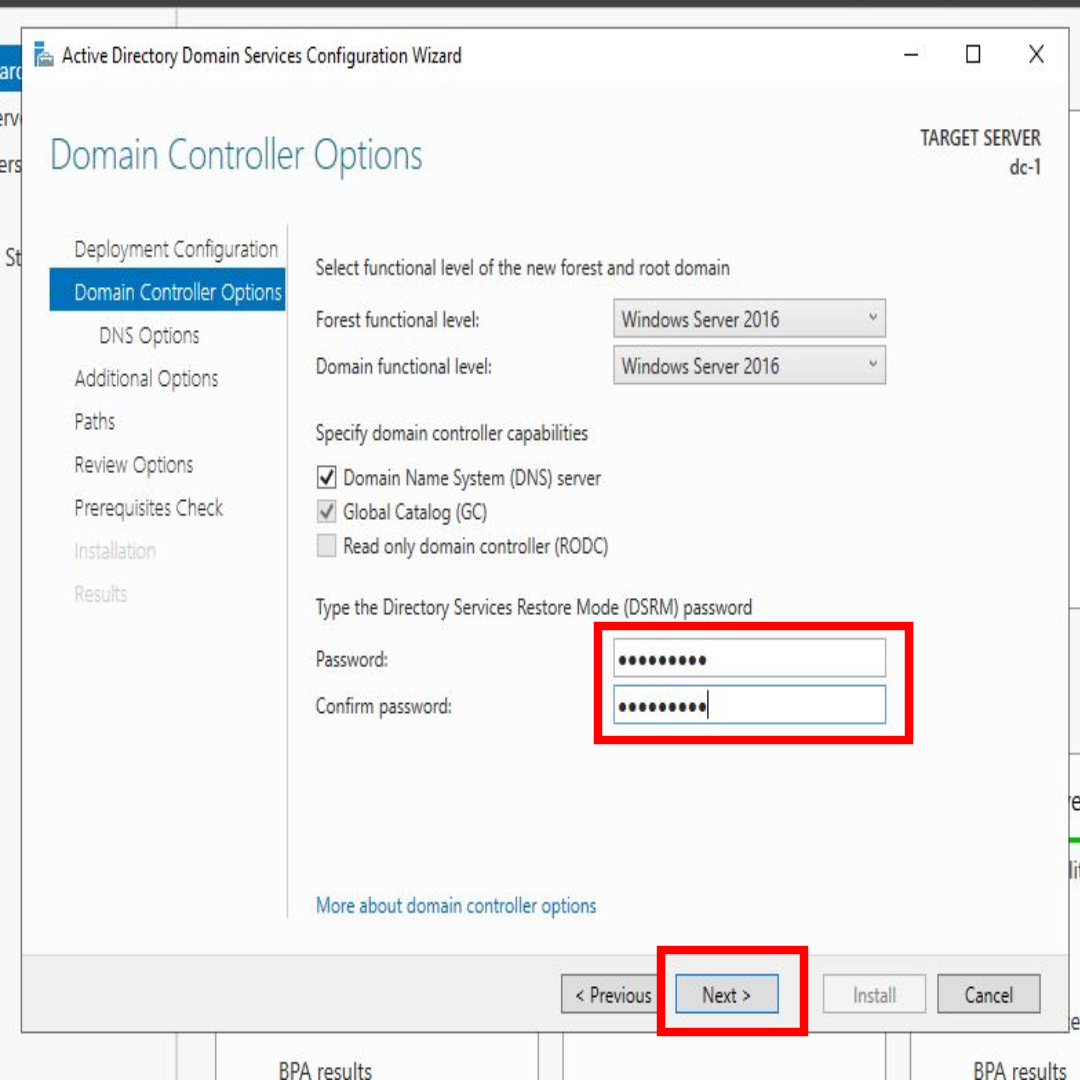 Active Directory Domain Services Configuration Wizard
Domain Controller Options
TARGET SERVER
dc-1
Deployment Configuration
Domain Controller Options
DNS Options
Additional Options
Paths
Review Options
Prerequisites Check
Installation
Results
Select functional level of the new forest and root domain
Forest functional level: Windows Server 2016
Domain functional level: Windows Server 2016
Specify domain controller capabilities
Domain Name System (DNS) server
Global Catalog (GC)
Read only domain controller (RODC)
Type the Directory Services Restore Mode (DSRM) password
Password: •••••••••
Confirm password: •••••••••
More about domain controller options
< Previous Next > Install Cancel
BPA results BPA results